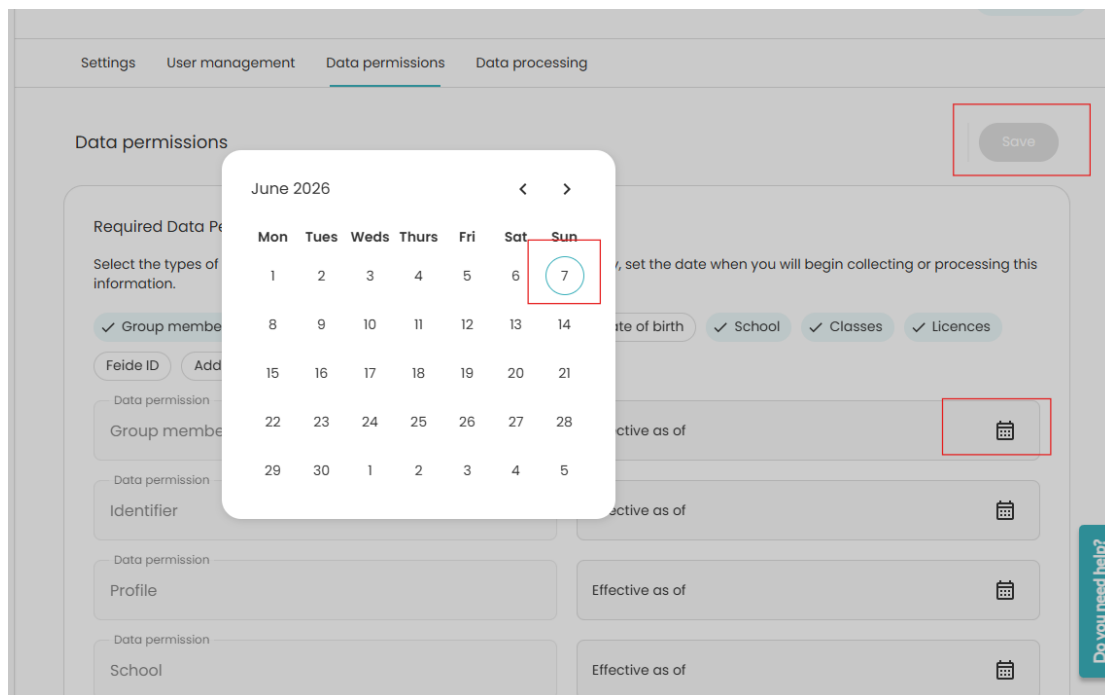 Settings User management Data permissions Data processing
Data permissions
Save
June 2026
Mon Tues Weds Thurs Fri Sat Sun
1 2 3 4 5 6 7
8 9 10 11 12 13 14
15 16 17 18 19 20 21
22 23 24 25 26 27 28
29 30 1 2 3 4 5
Required Data Pe
Select the types of , set the date when you will begin collecting or processing this
information.
Group membe te of birth School Classes Licences
Feide ID Add
Data permission
Group membe ctive as of
Data permission
Identifier ective as of
Data permission
Profile Effective as of
Data permission
School Effective as of
Do you need help?